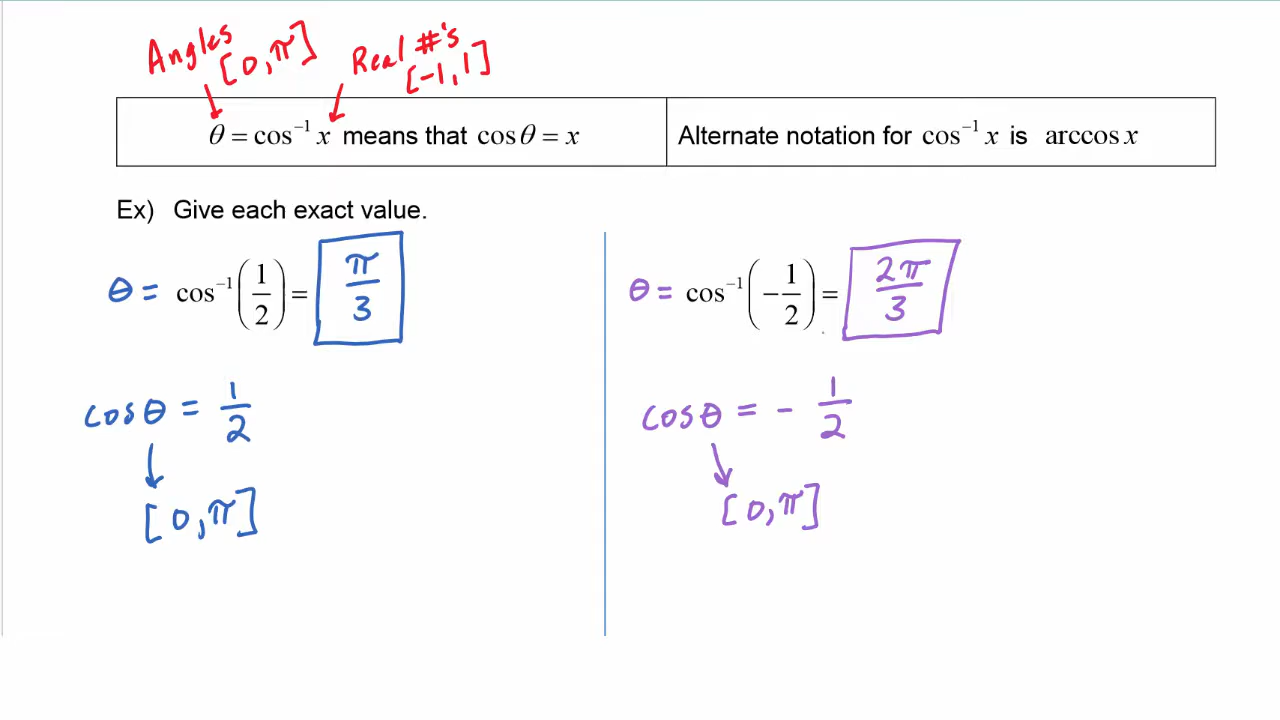 Angles [0, π]
Real #'s [-1, 1]
θ = cos⁻¹ x means that cos θ = x
Alternate notation for cos⁻¹ x is arccos x
Ex) Give each exact value.
θ = cos⁻¹(1/2) = π/3
cosθ = 1/2
[0, π]
θ = cos⁻¹(−1/2) = 2π/3
cosθ = - 1/2
[0, π]